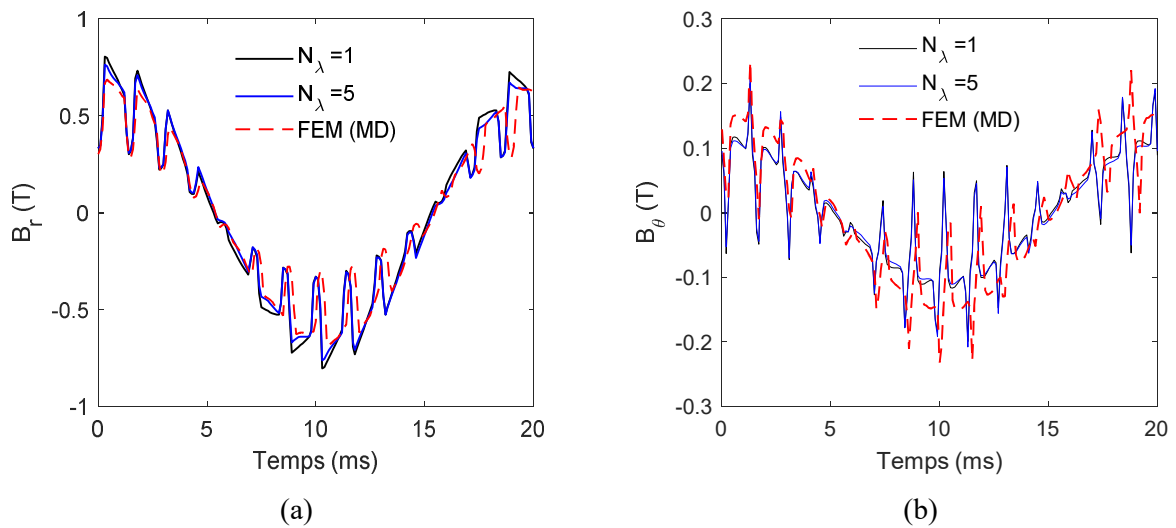 1
0.5
0
-0.5
-1
B_r (T)
N_λ =1
N_λ =5
FEM (MD)
0 5 10 15 20
Temps (ms)
(a)
0.3
0.2
0.1
0
-0.1
-0.2
-0.3
B_θ (T)
N_λ =1
N_λ =5
FEM (MD)
0 5 10 15 20
Temps (ms)
(b)